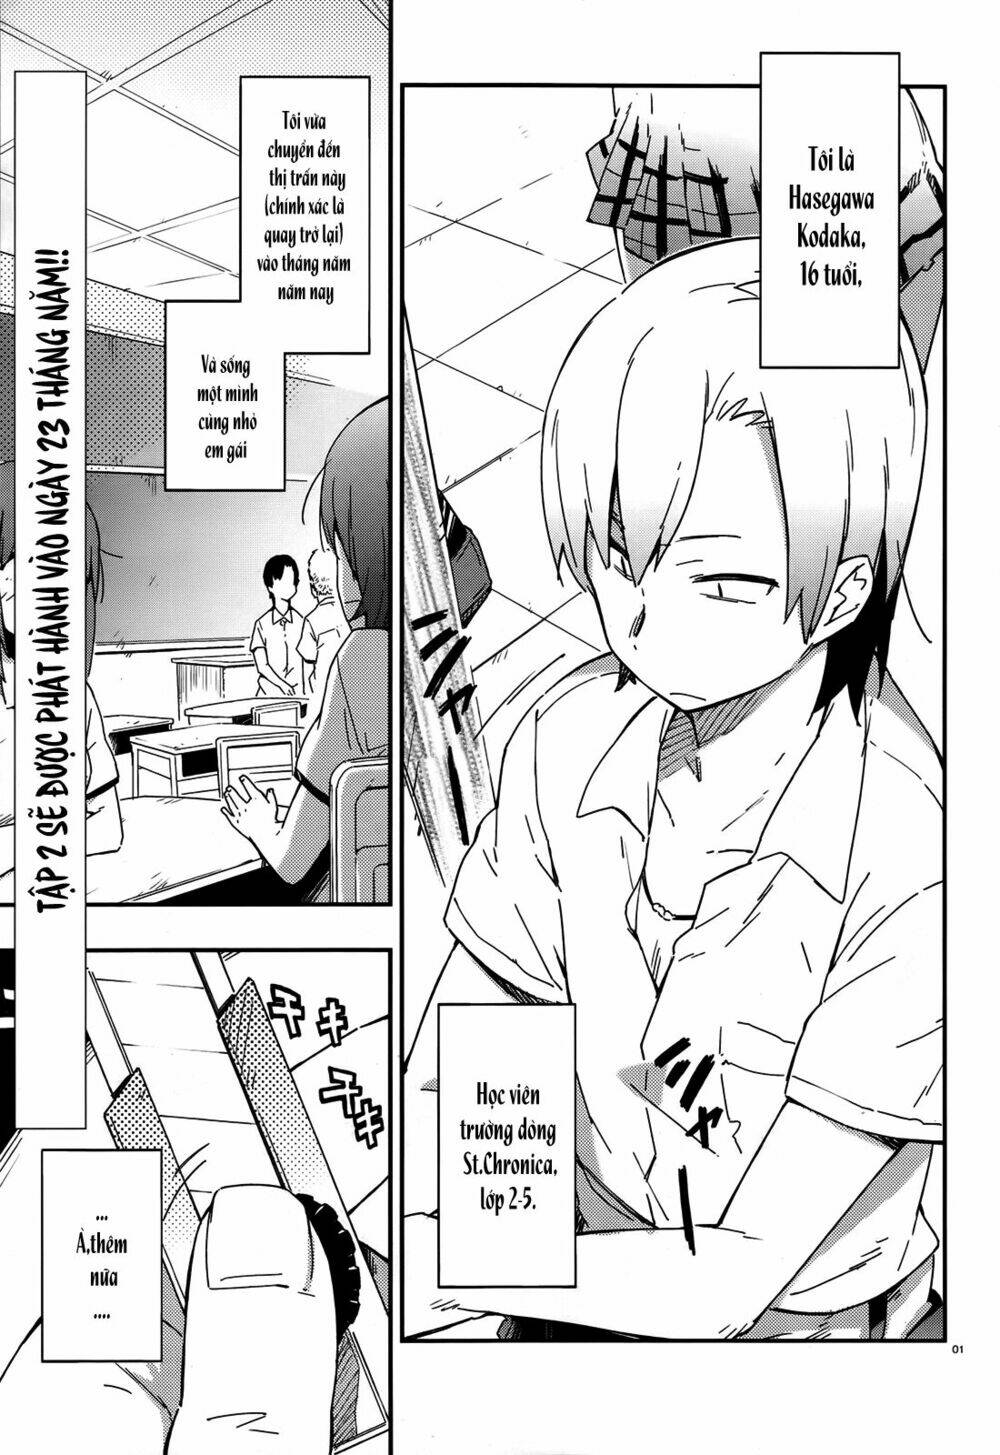 Tôi là
Hasegawa
Kodaka,
16 tuổi,
Học viên
trường dòng
St.Chronica,
lớp 2-5.
Tôi vừa
chuyển đến
thị trấn này
(chính xác là
quay trở lại)
vào tháng năm
năm nay
Và sống
một mình
cùng nhỏ
em gái
TẬP 2 SẼ ĐƯỢC PHÁT HÀNH VÀO NGÀY 23 THÁNG NĂM!!
チキ
チキ
...
À,thêm
nữa
....
01